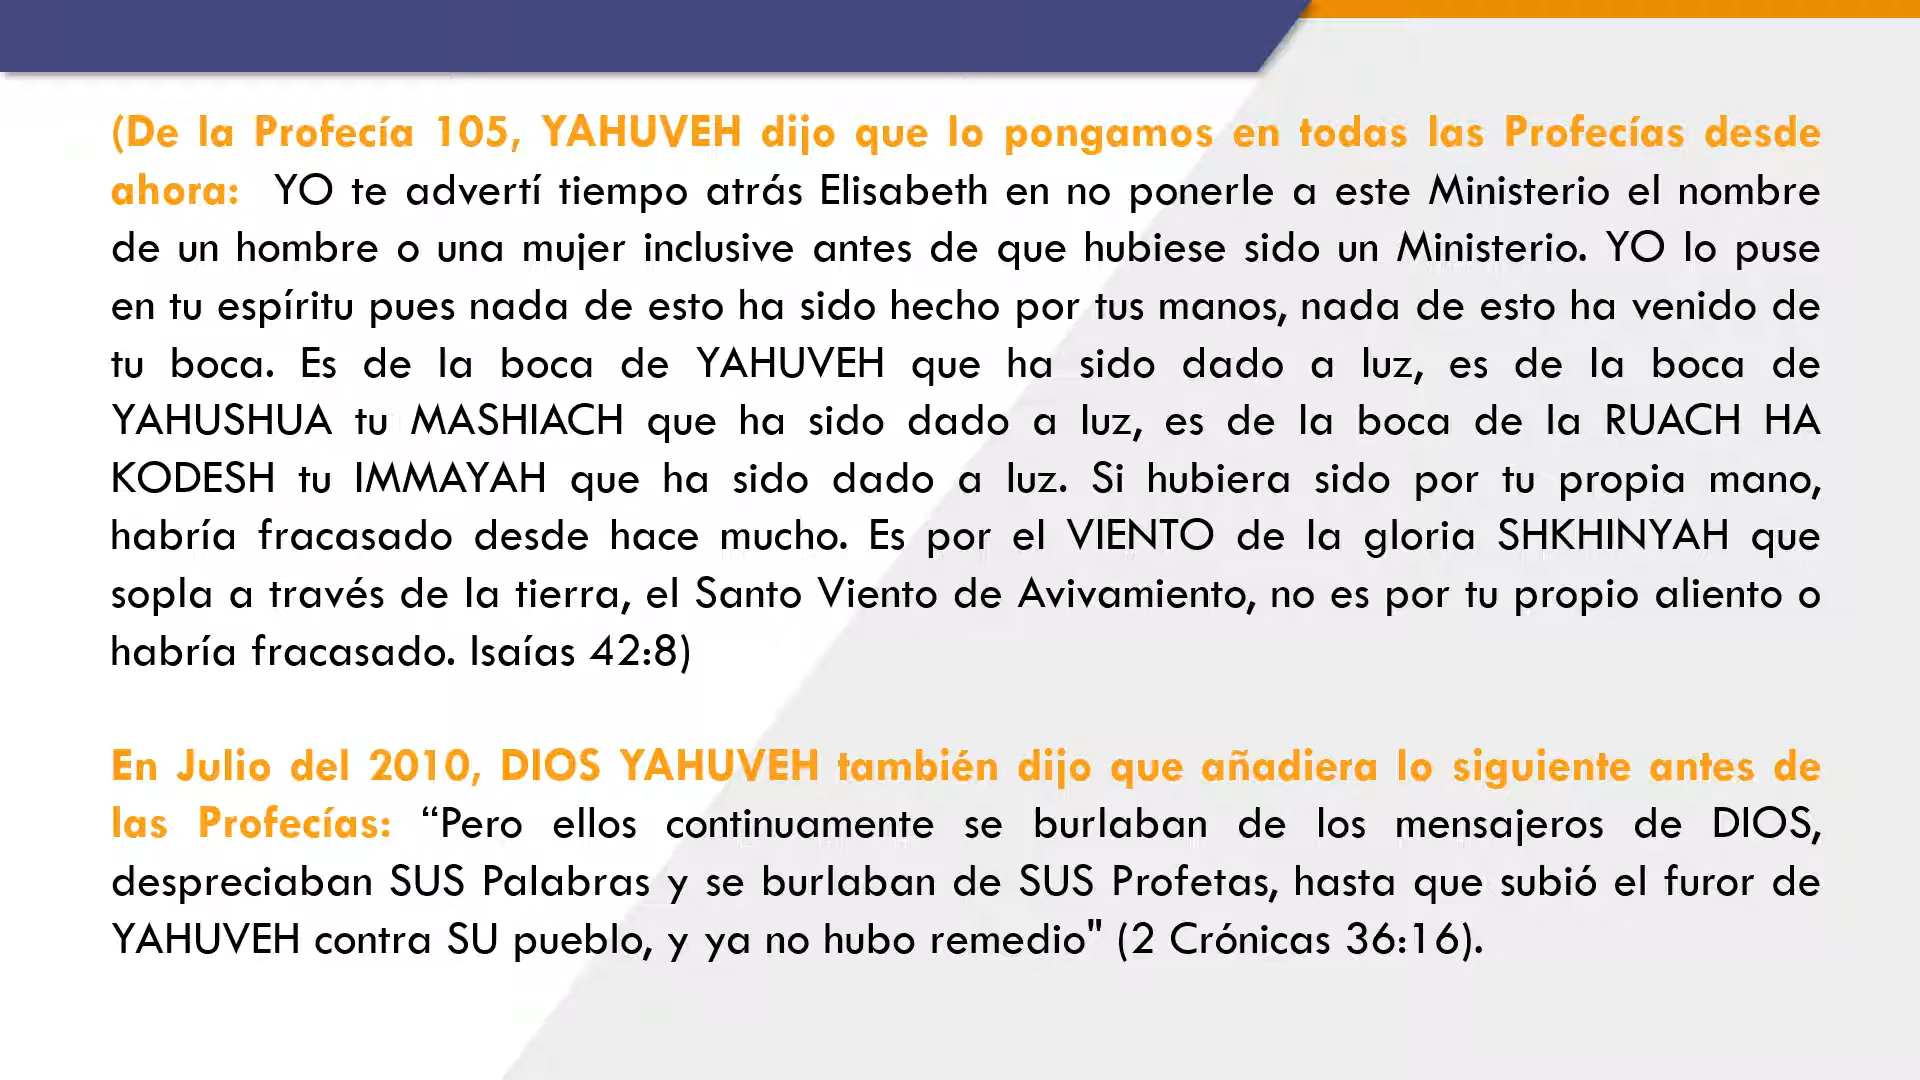 (De la Profecía 105, YAHUVEH dijo que lo pongamos en todas las Profecías desde
ahora: YO te advertí tiempo atrás Elisabeth en no ponerle a este Ministerio el nombre
de un hombre o una mujer inclusive antes de que hubiese sido un Ministerio. YO lo puse
en tu espíritu pues nada de esto ha sido hecho por tus manos, nada de esto ha venido de
tu boca. Es de la boca de YAHUVEH que ha sido dado a luz, es de la boca de
YAHUSHUA tu MASHIACH que ha sido dado a luz, es de la boca de la RUACH HA
KODESH tu IMMAYAH que ha sido dado a luz. Si hubiera sido por tu propia mano,
habría fracasado desde hace mucho. Es por el VIENTO de la gloria SHKHINYAH que
sopla a través de la tierra, el Santo Viento de Avivamiento, no es por tu propio aliento o
habría fracasado. Isaías 42:8)
En Julio del 2010, DIOS YAHUVEH también dijo que añadiera lo siguiente antes de
las Profecías: “Pero ellos continuamente se burlaban de los mensajeros de DIOS,
despreciaban SUS Palabras y se burlaban de SUS Profetas, hasta que subió el furor de
YAHUVEH contra SU pueblo, y ya no hubo remedio" (2 Crónicas 36:16).